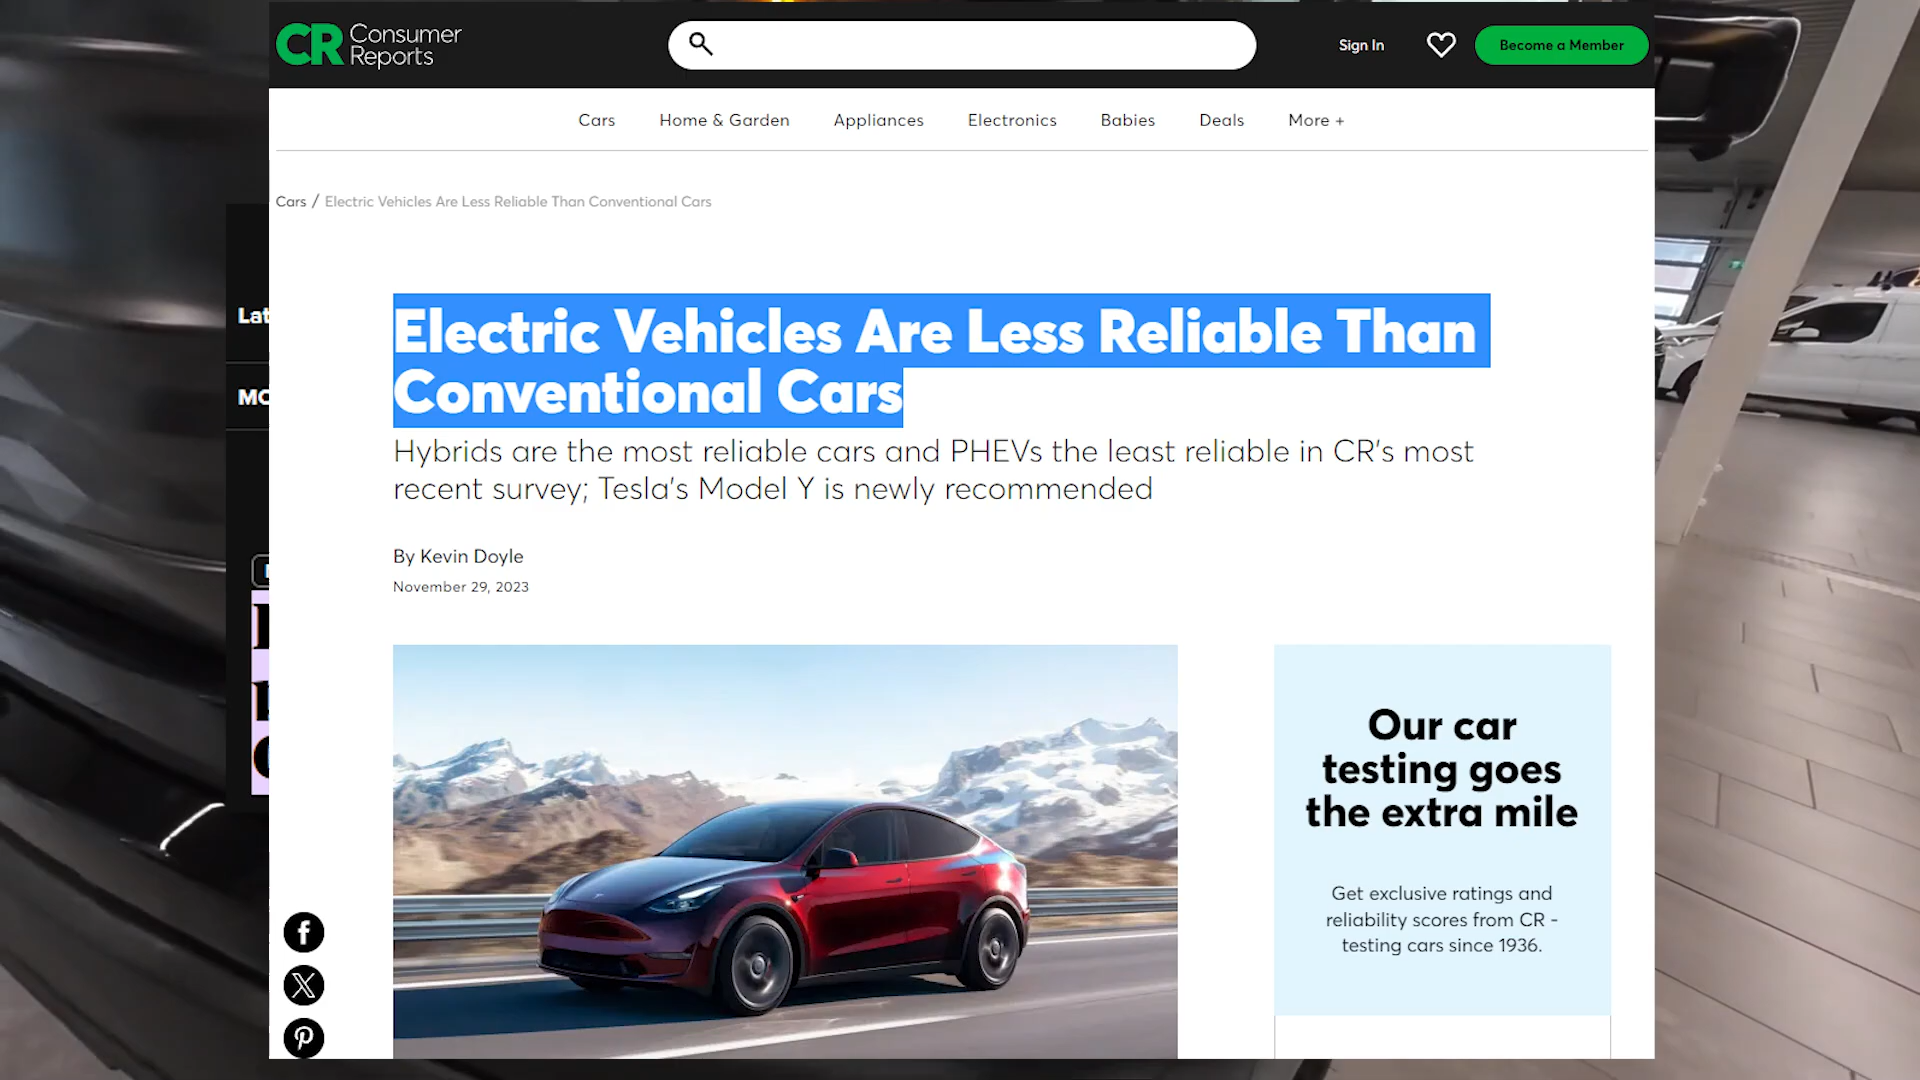 CR Consumer
Reports
Sign In
Become a Member
Cars
Home & Garden
Appliances
Electronics
Babies
Deals
More +
Cars / Electric Vehicles Are Less Reliable Than Conventional Cars
Electric Vehicles Are Less Reliable Than
Conventional Cars
Hybrids are the most reliable cars and PHEVs the least reliable in CR's most
recent survey; Tesla's Model Y is newly recommended
By Kevin Doyle
November 29, 2023
Our car
testing goes
the extra mile
Get exclusive ratings and
reliability scores from CR -
testing cars since 1936.
Lat
MO